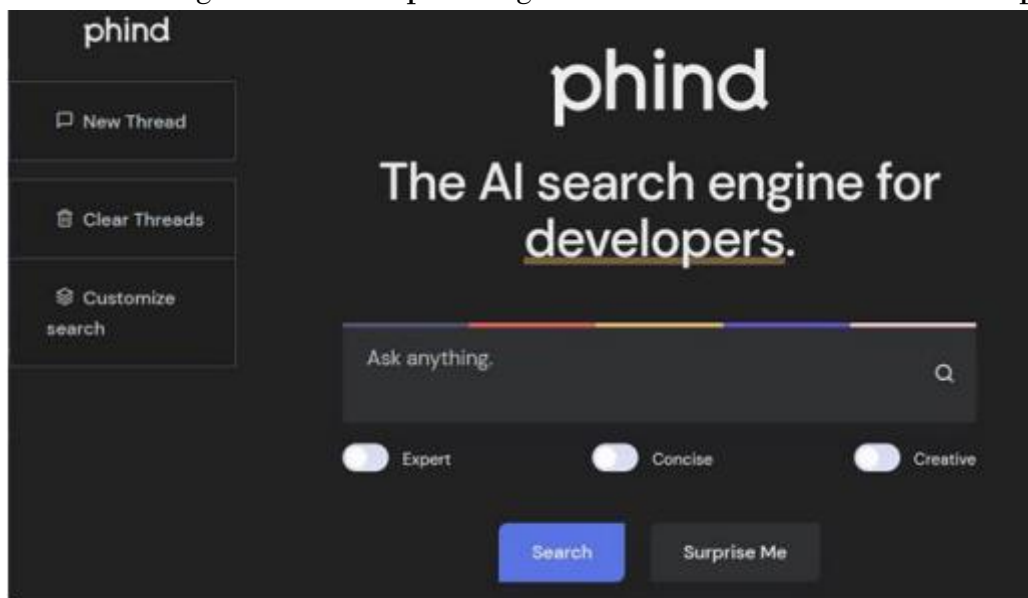 phind
New Thread
Clear Threads
Customize
search
phind
The AI search engine for
developers.
Ask anything.
Expert
Concise
Creative
Search
Surprise Me